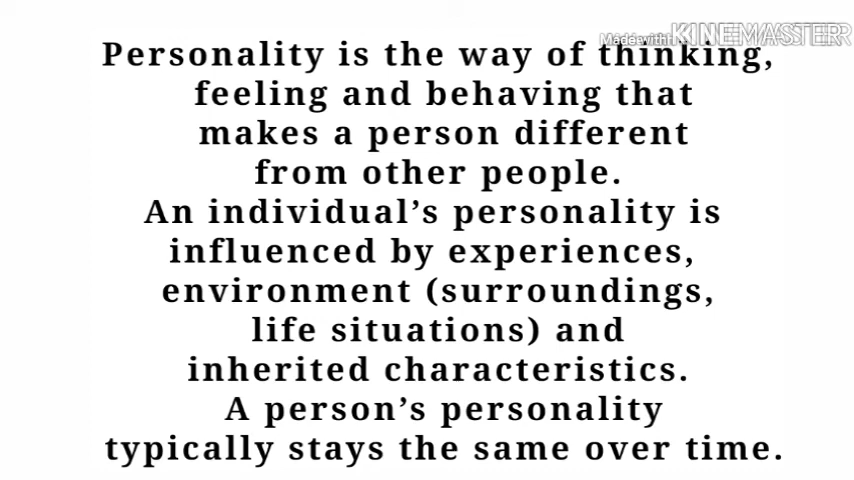 Made with KINEMASTER
Personality is the way of thinking,
feeling and behaving that
makes a person different
from other people.
An individual’s personality is
influenced by experiences,
environment (surroundings,
life situations) and
inherited characteristics.
A person’s personality
typically stays the same over time.